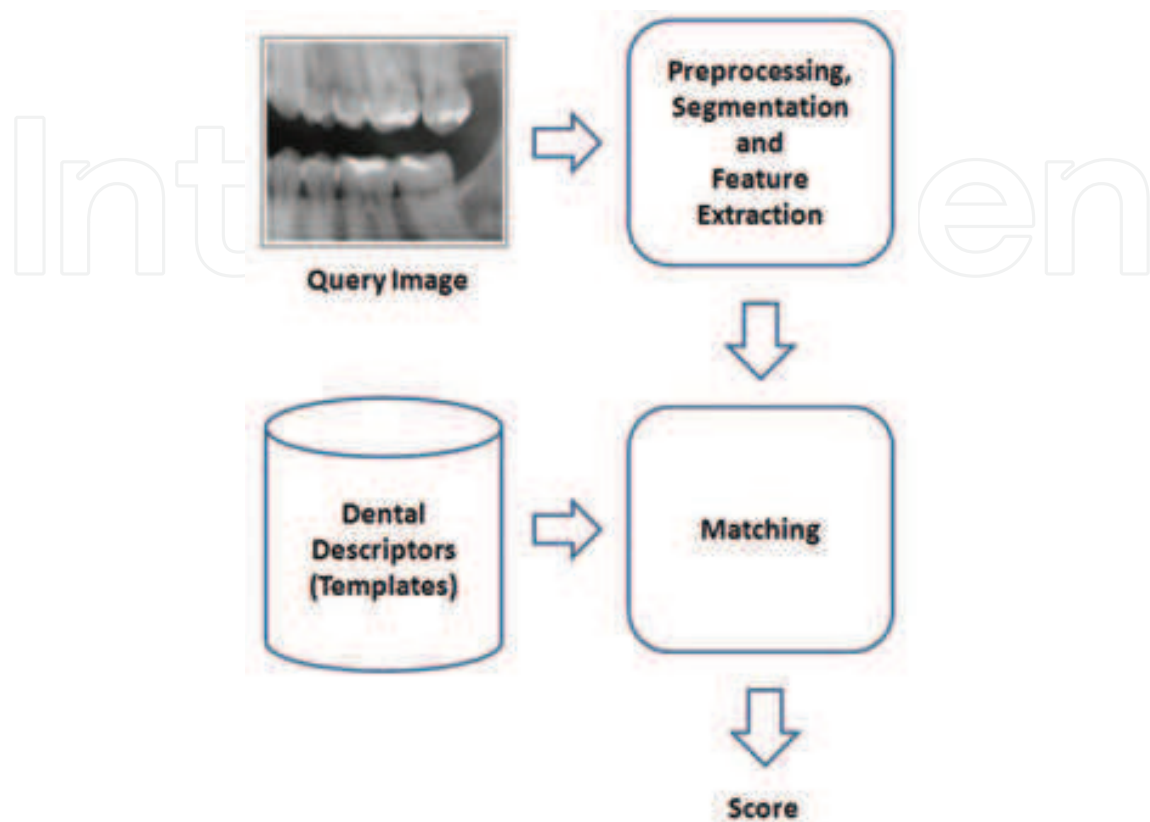 Preprocessing,
Segmentation
and
Feature
Extraction
Query Image
Dental
Descriptors
(Templates)
Matching
Score